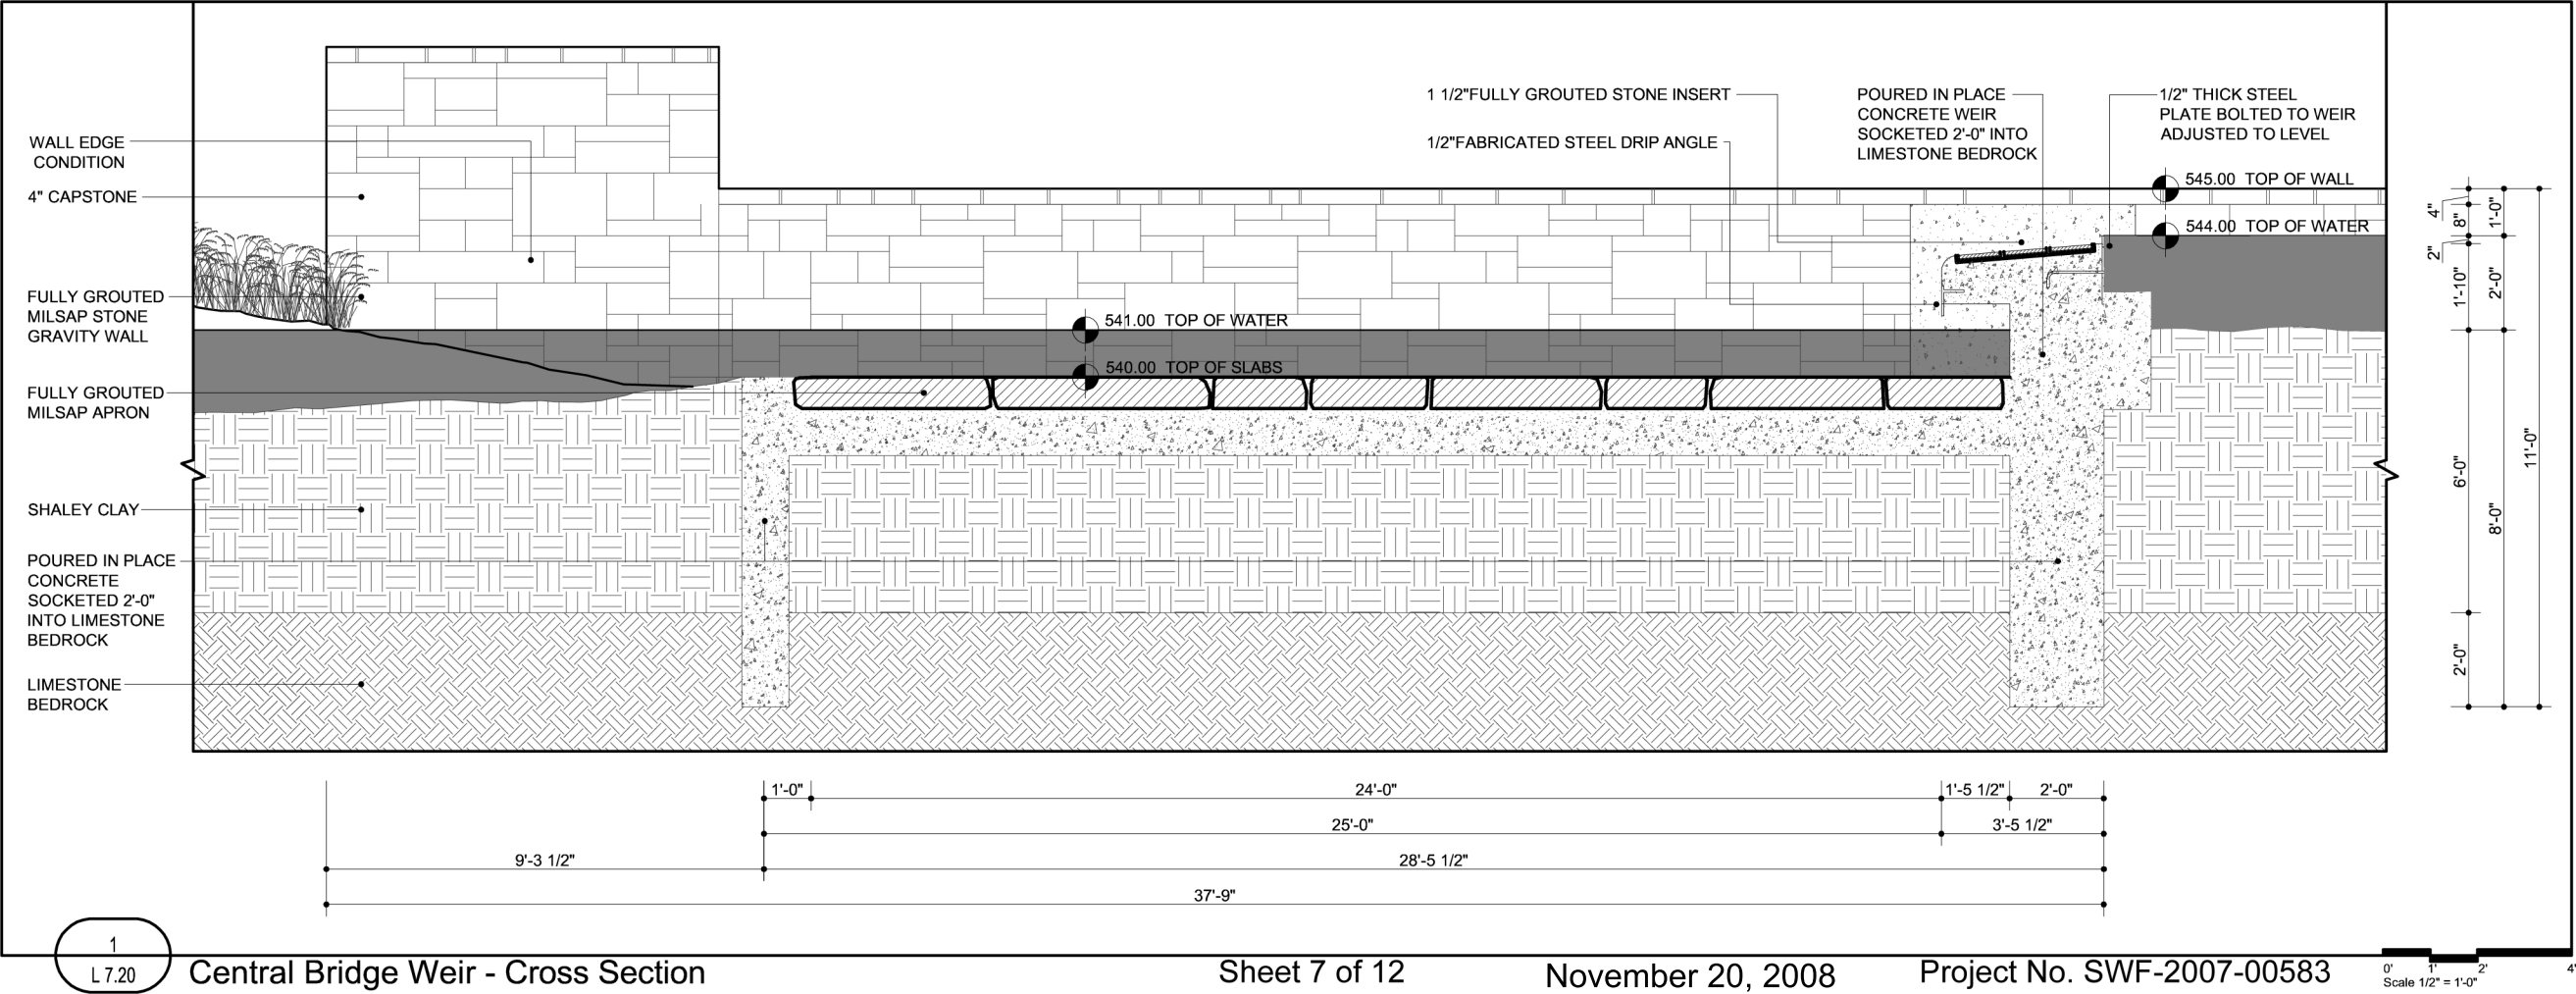 WALL EDGE
CONDITION
4" CAPSTONE
FULLY GROUTED
MILSAP STONE
GRAVITY WALL
FULLY GROUTED
MILSAP APRON
SHALEY CLAY
POURED IN PLACE
CONCRETE
SOCKETED 2'-0"
INTO LIMESTONE
BEDROCK
LIMESTONE
BEDROCK
1 1/2"FULLY GROUTED STONE INSERT
1/2"FABRICATED STEEL DRIP ANGLE
POURED IN PLACE
CONCRETE WEIR
SOCKETED 2'-0" INTO
LIMESTONE BEDROCK
1/2" THICK STEEL
PLATE BOLTED TO WEIR
ADJUSTED TO LEVEL
545.00 TOP OF WALL
544.00 TOP OF WATER
541.00 TOP OF WATER
540.00 TOP OF SLABS
4"
8"
1'-0"
2"
1'-10"
2'-0"
6'-0"
8'-0"
11'-0"
2'-0"
1'-0"
24'-0"
1'-5 1/2"
2'-0"
25'-0"
3'-5 1/2"
9'-3 1/2"
28'-5 1/2"
37'-9"
1
L 7.20
Central Bridge Weir - Cross Section
Sheet 7 of 12
November 20, 2008
Project No. SWF-2007-00583
0' 1' 2' 4'
Scale 1/2" = 1'-0"